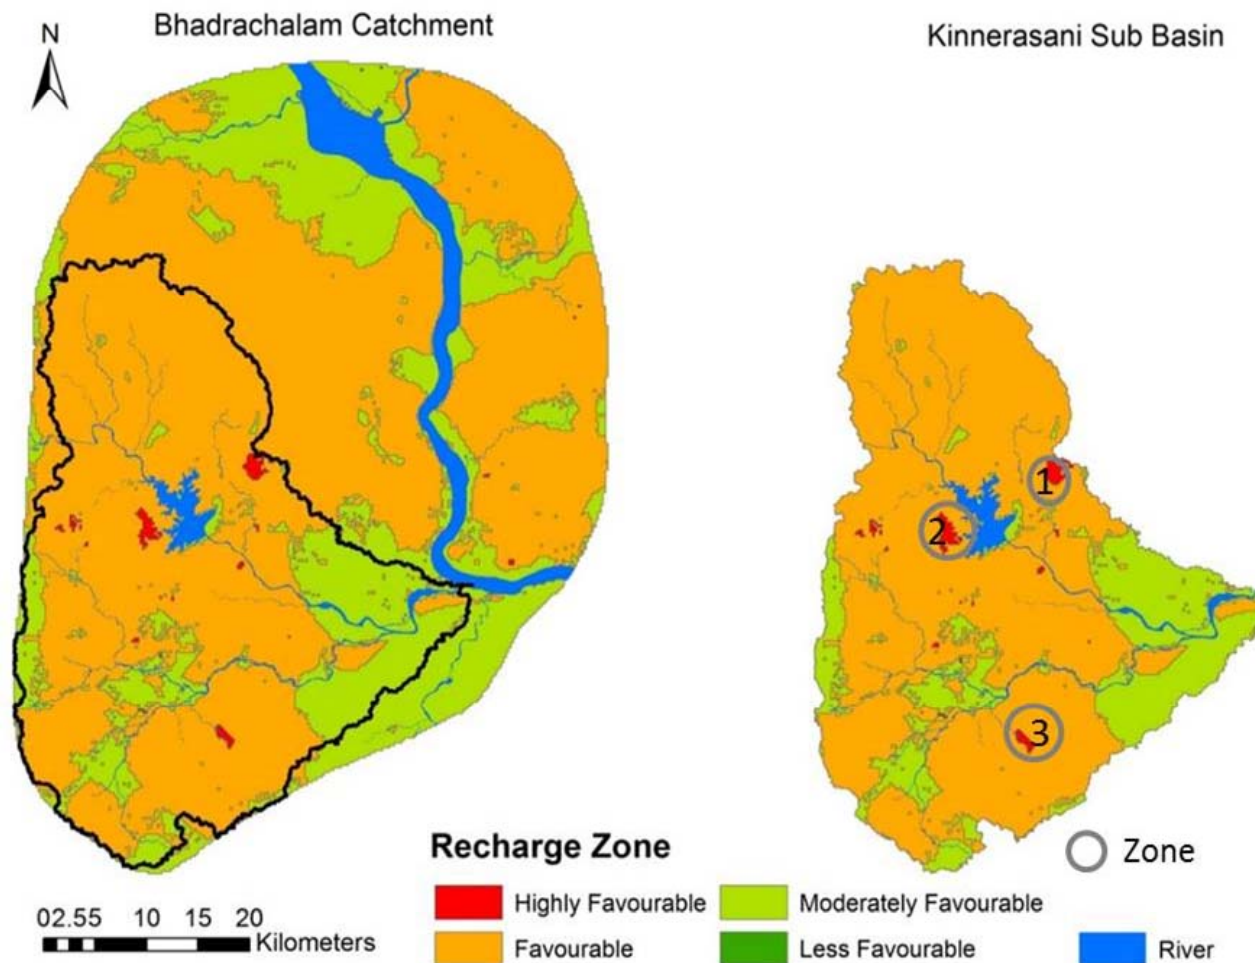 Bhadrachalam Catchment
Kinnerasani Sub Basin
N
1
2
3
Recharge Zone
Zone
Highly Favourable
Moderately Favourable
Favourable
Less Favourable
River
02.55 10 15 20
Kilometers